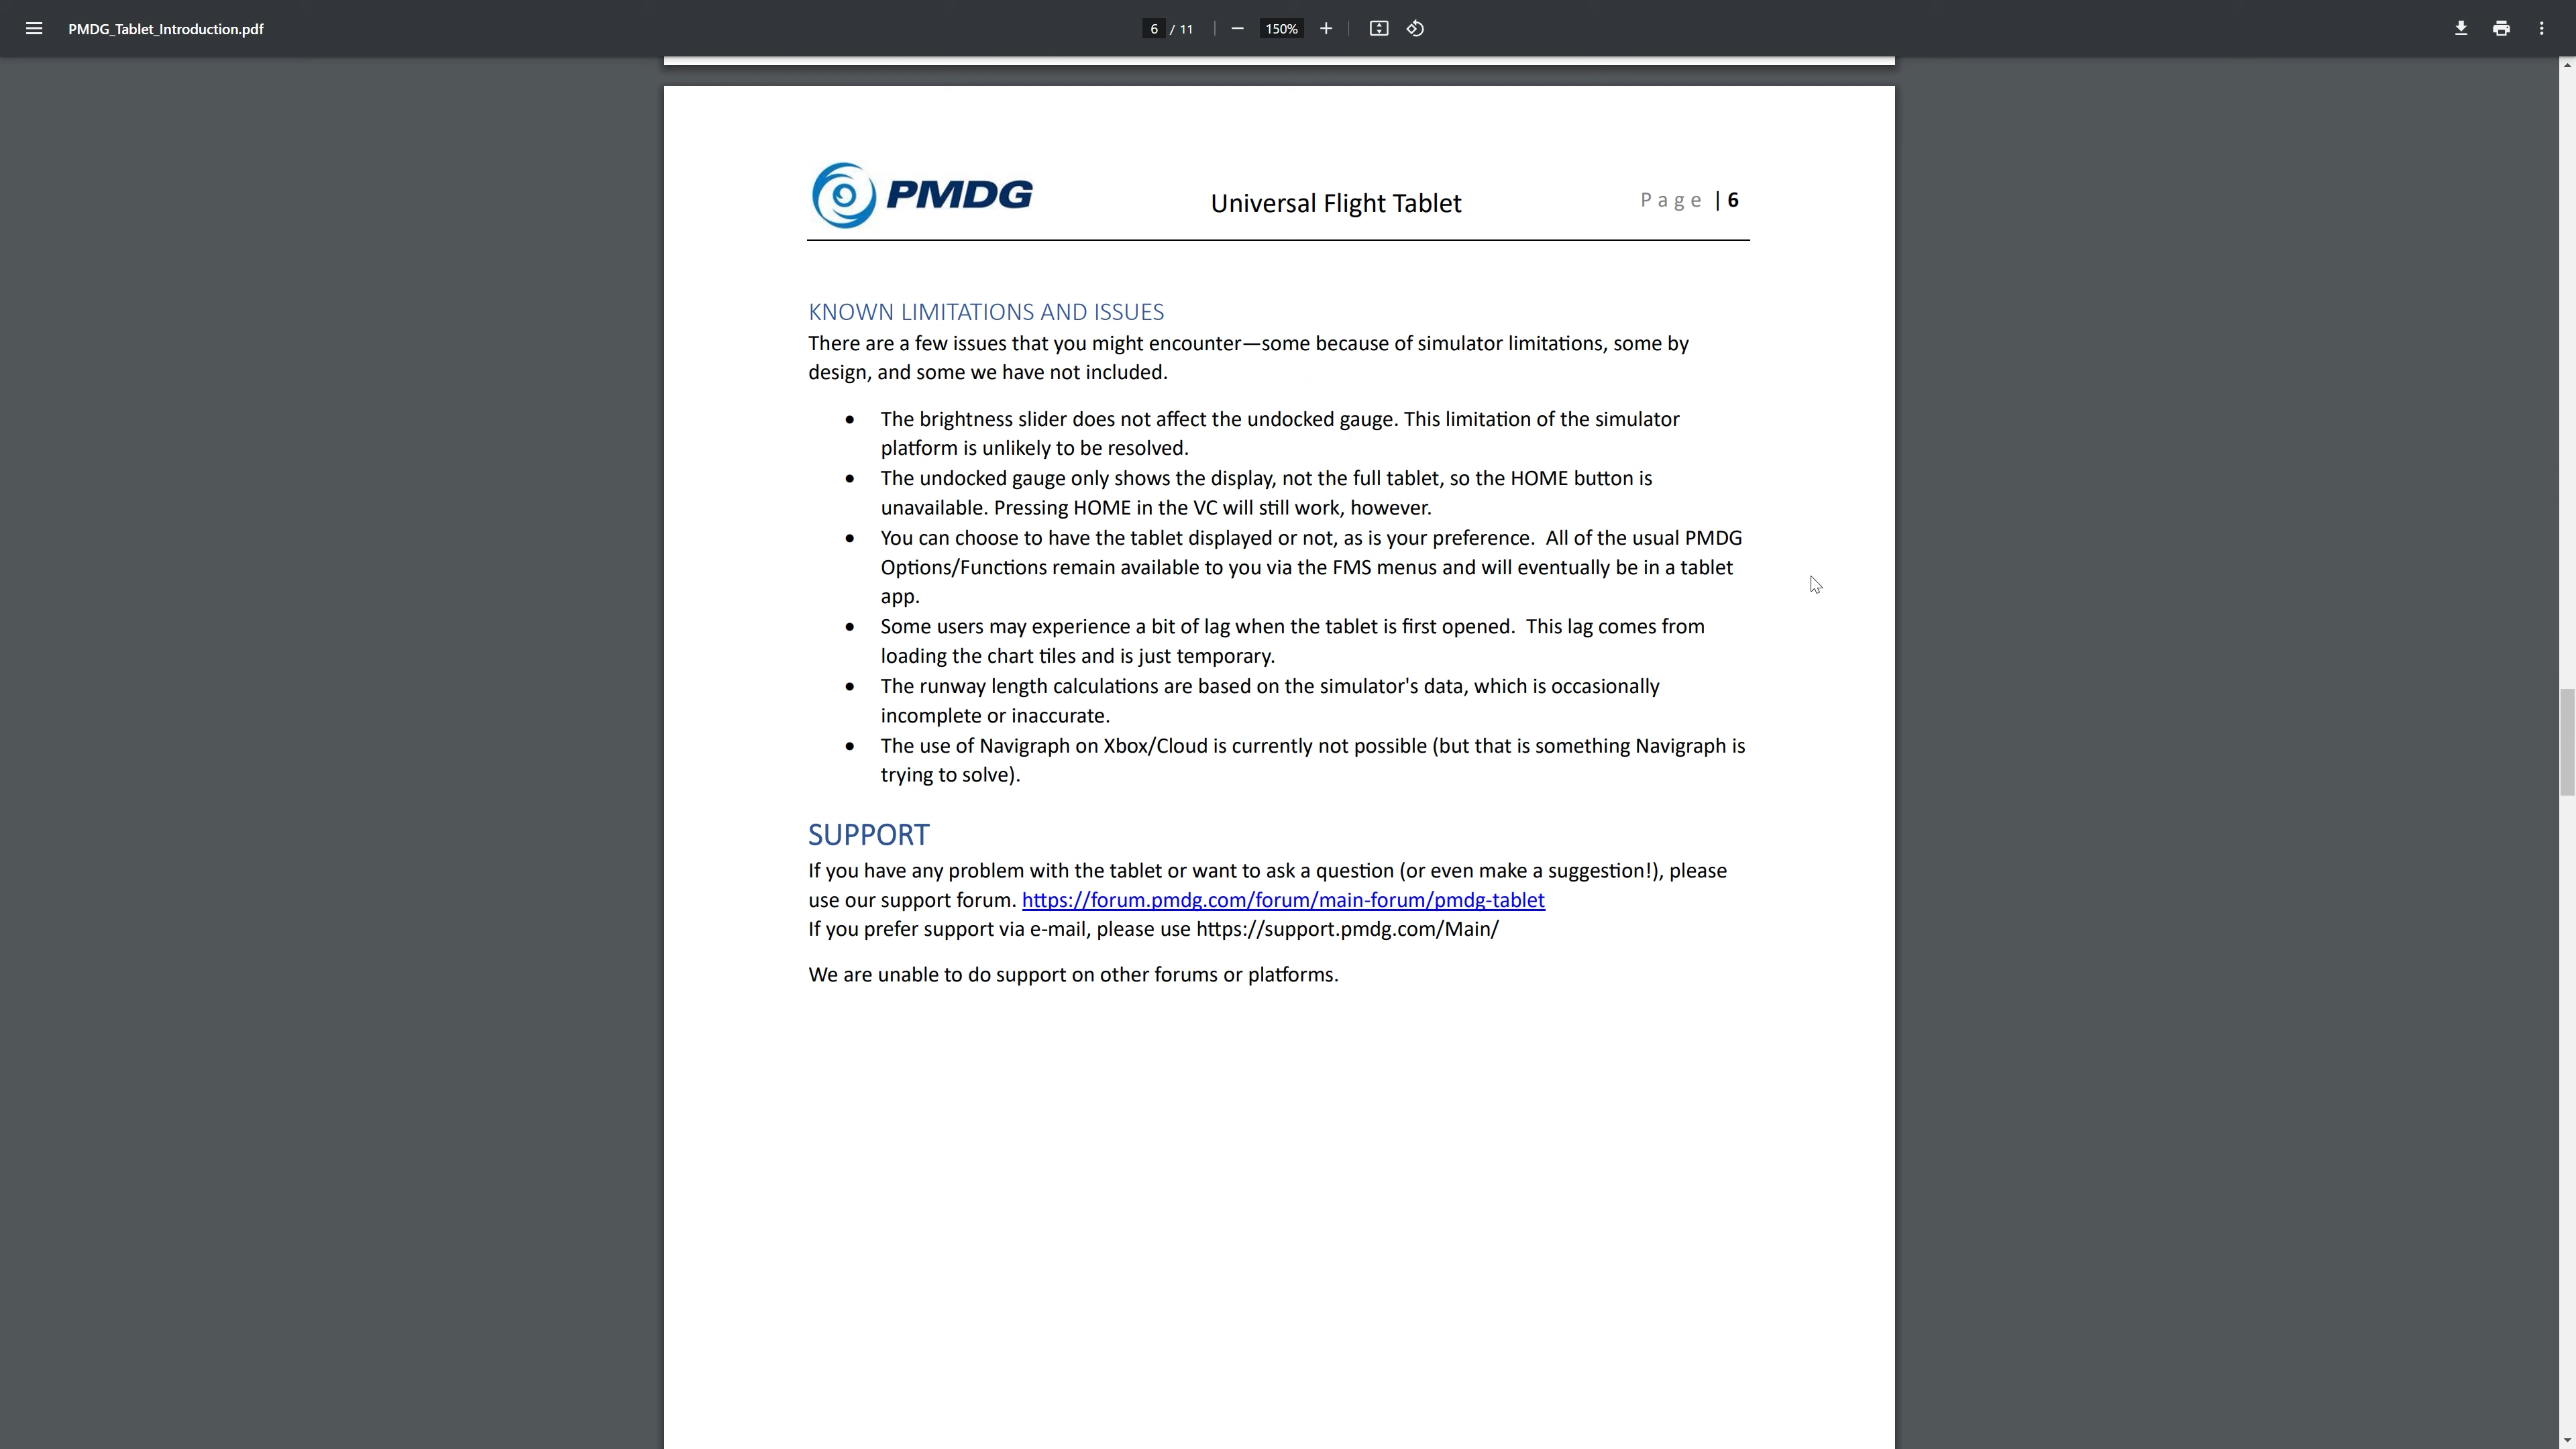 PMDG_Tablet_Introduction.pdf
6 / 11
150%
PMDG
Universal Flight Tablet
Page | 6
KNOWN LIMITATIONS AND ISSUES
There are a few issues that you might encounter—some because of simulator limitations, some by
design, and some we have not included.
• The brightness slider does not affect the undocked gauge. This limitation of the simulator
platform is unlikely to be resolved.
• The undocked gauge only shows the display, not the full tablet, so the HOME button is
unavailable. Pressing HOME in the VC will still work, however.
• You can choose to have the tablet displayed or not, as is your preference.  All of the usual PMDG
Options/Functions remain available to you via the FMS menus and will eventually be in a tablet
app.
• Some users may experience a bit of lag when the tablet is first opened.  This lag comes from
loading the chart tiles and is just temporary.
• The runway length calculations are based on the simulator's data, which is occasionally
incomplete or inaccurate.
• The use of Navigraph on Xbox/Cloud is currently not possible (but that is something Navigraph is
trying to solve).
SUPPORT
If you have any problem with the tablet or want to ask a question (or even make a suggestion!), please
use our support forum. https://forum.pmdg.com/forum/main-forum/pmdg-tablet
If you prefer support via e-mail, please use https://support.pmdg.com/Main/
We are unable to do support on other forums or platforms.